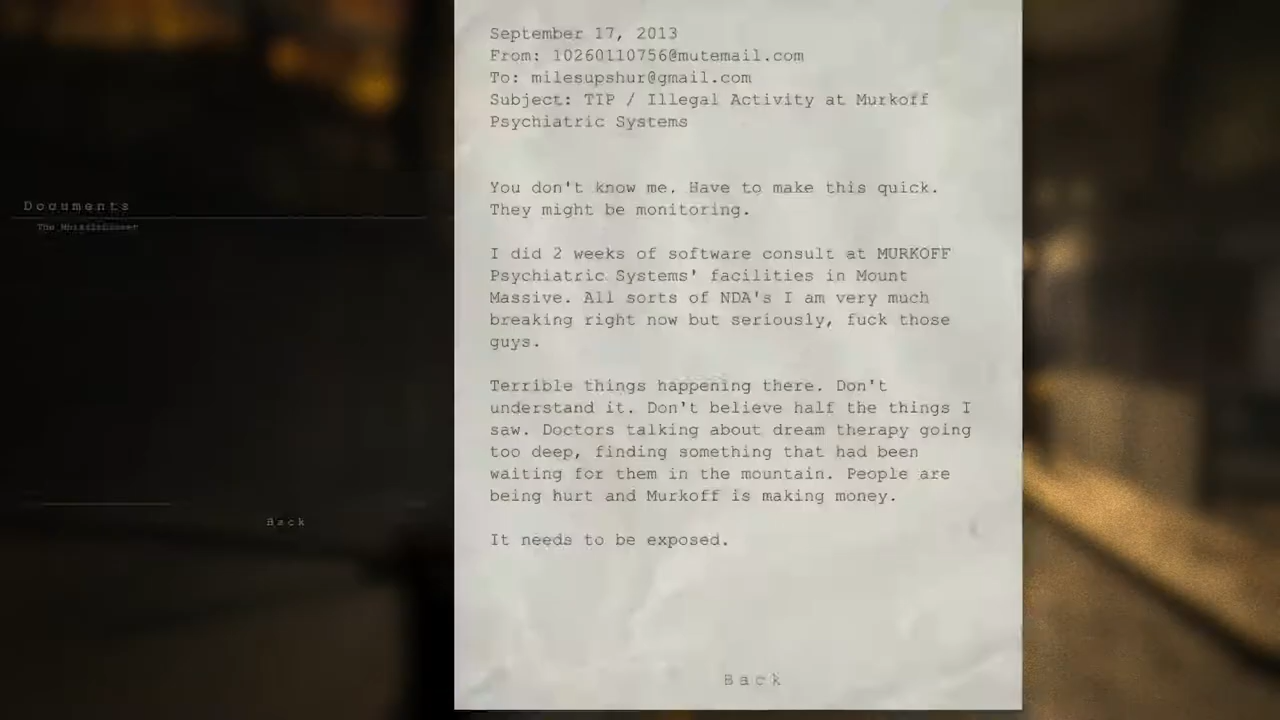 September 17, 2013
From: 10260110756@mutemail.com
To: milesupshur@gmail.com
Subject: TIP / Illegal Activity at Murkoff
Psychiatric Systems
You don't know me. Have to make this quick.
They might be monitoring.
I did 2 weeks of software consult at MURKOFF
Psychiatric Systems' facilities in Mount
Massive. All sorts of NDA's I am very much
breaking right now but seriously, fuck those
guys.
Terrible things happening there. Don't
understand it. Don't believe half the things I
saw. Doctors talking about dream therapy going
too deep, finding something that had been
waiting for them in the mountain. People are
being hurt and Murkoff is making money.
It needs to be exposed.
Back
Documents
The Whistleblower
Back